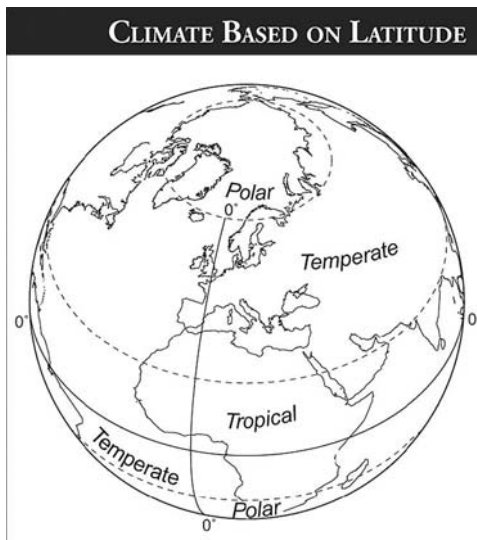 CLIMATE BASED ON LATITUDE
Polar
0°
Temperate
0°
0
Tropical
Temperate
Polar
0°